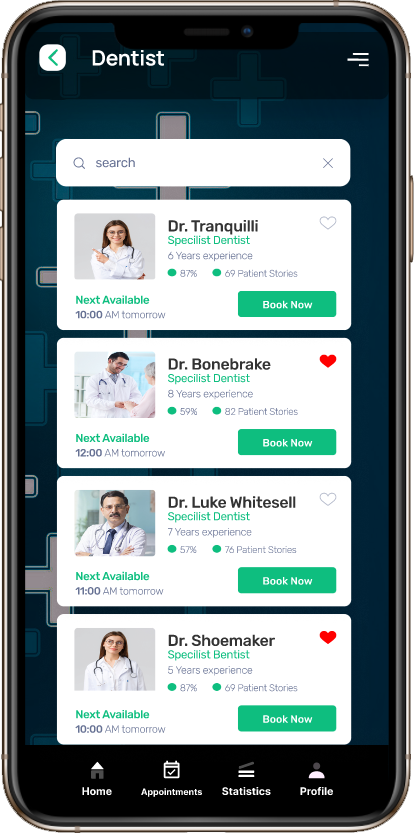 Dentist
search
Dr. Tranquilli
Specilist Dentist
6 Years experience
87% 69 Patient Stories
Next Available
10:00 AM tomorrow
Book Now
Dr. Bonebrake
Specilist Dentist
8 Years experience
59% 82 Patient Stories
Next Available
12:00 AM tomorrow
Book Now
Dr. Luke Whitesell
Specilist Dentist
7 Years experience
57% 76 Patient Stories
Next Available
11:00 AM tomorrow
Book Now
Dr. Shoemaker
Specilist Bentist
5 Years experience
87% 69 Patient Stories
Next Available
10:00 AM tomorrow
Book Now
Home Appointments Statistics Profile